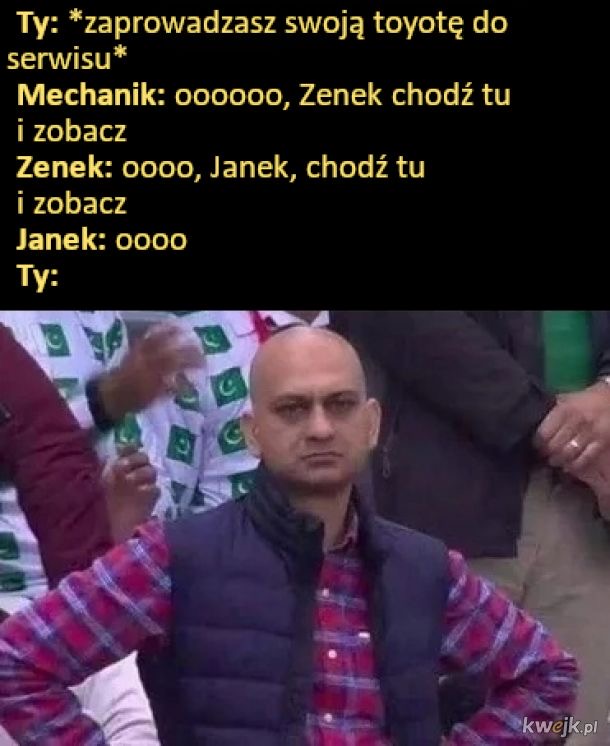 Ty: *zaprowadzasz swoją toyotę do
serwisu*
Mechanik: oooooo, Zenek chodź tu
i zobacz
Zenek: oooo, Janek, chodź tu
i zobacz
Janek: oooo
Ty:
kwejk.pl